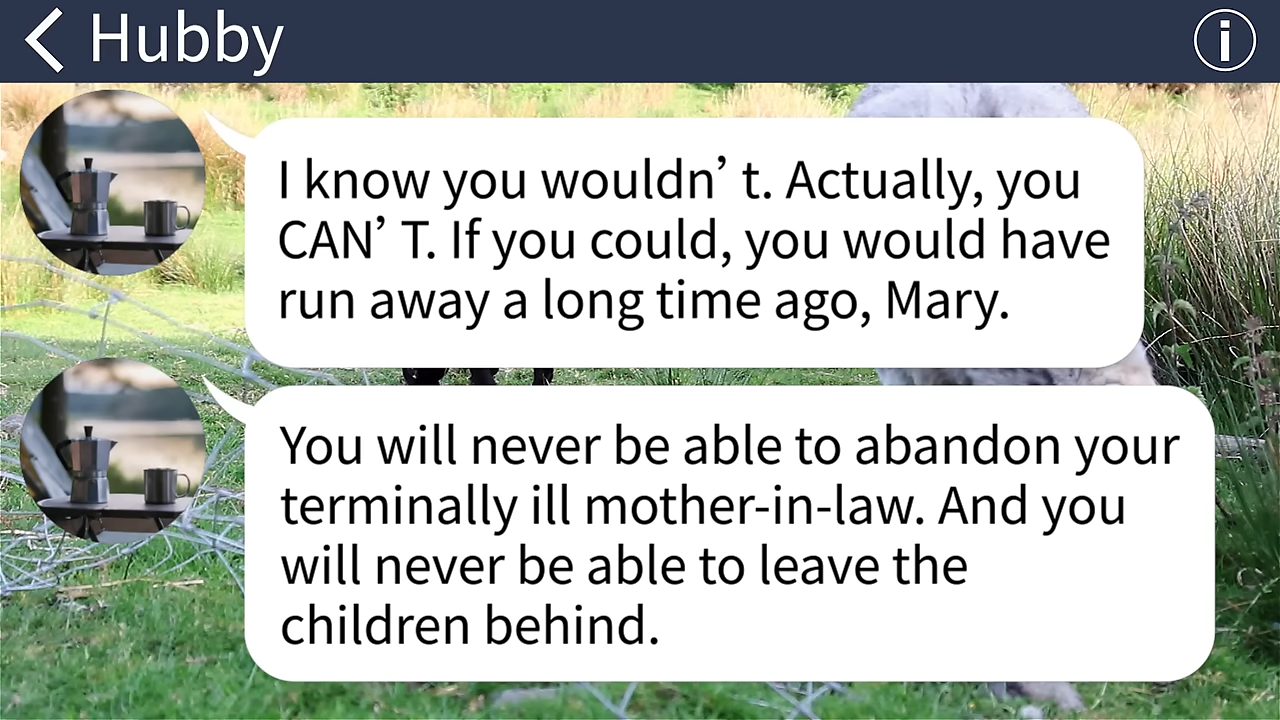 Hubby
I know you wouldn’ t. Actually, you
CAN’ T. If you could, you would have
run away a long time ago, Mary.
You will never be able to abandon your
terminally ill mother-in-law. And you
will never be able to leave the
children behind.